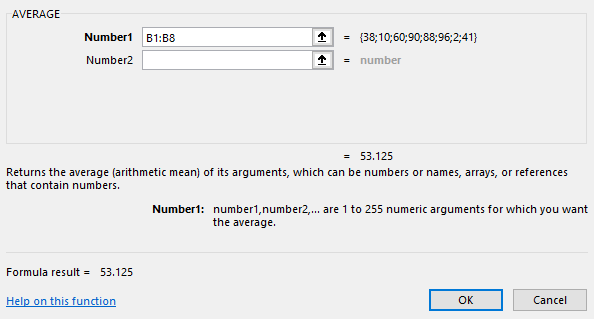 AVERAGE
Number1 B1:B8 = {38;10;60;90;88;96;2;41}
Number2 = number
= 53.125
Returns the average (arithmetic mean) of its arguments, which can be numbers or names, arrays, or references
that contain numbers.
Number1: number1,number2,... are 1 to 255 numeric arguments for which you want
the average.
Formula result = 53.125
Help on this function OK Cancel